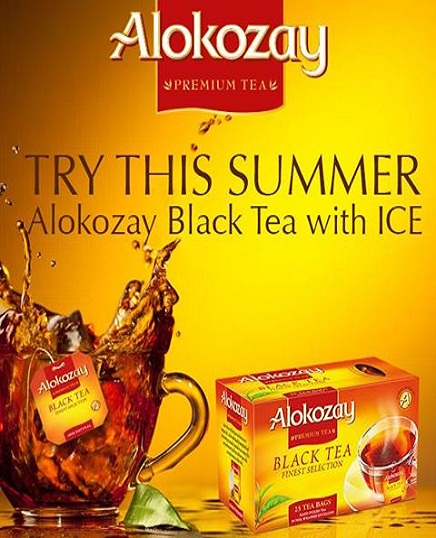 Alokozay
PREMIUM TEA
TRY THIS SUMMER
Alokozay Black Tea with ICE
Alokozay
BLACK TEA
FINEST SELECTION
Alokozay
PREMIUM TEA
BLACK TEA
FINEST SELECTION
25 TEA BAGS